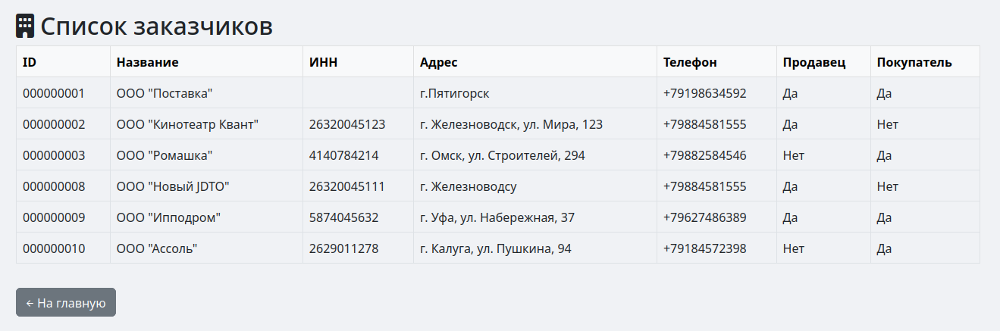 Список заказчиков
ID Название ИНН Адрес Телефон Продавец Покупатель
000000001 ООО "Поставка" г.Пятигорск +79198634592 Да Да
000000002 ООО "Кинотеатр Квант" 26320045123 г. Железноводск, ул. Мира, 123 +79884581555 Да Нет
000000003 ООО "Ромашка" 4140784214 г. Омск, ул. Строителей, 294 +79882584546 Нет Да
000000008 ООО "Новый JDTO" 26320045111 г. Железноводсу +79884581555 Да Нет
000000009 ООО "Ипподром" 5874045632 г. Уфа, ул. Набережная, 37 +79627486389 Да Да
000000010 ООО "Ассоль" 2629011278 г. Калуга, ул. Пушкина, 94 +79184572398 Нет Да
← На главную